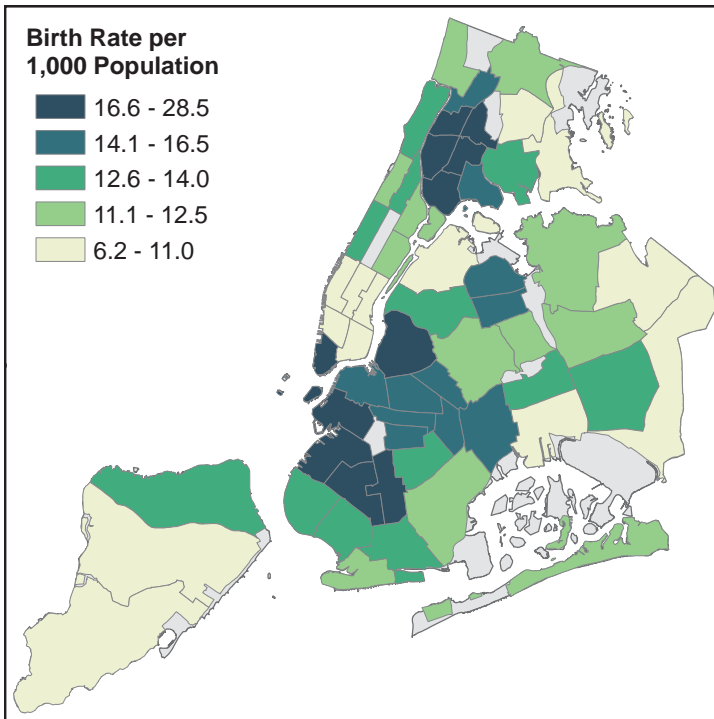 Birth Rate per
1,000 Population
16.6 - 28.5
14.1 - 16.5
12.6 - 14.0
11.1 - 12.5
6.2 - 11.0